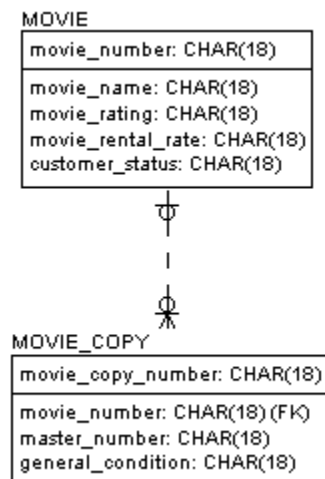 MOVIE
movie_number: CHAR(18)
movie_name: CHAR(18)
movie_rating: CHAR(18)
movie_rental_rate: CHAR(18)
customer_status: CHAR(18)
MOVIE_COPY
movie_copy_number: CHAR(18)
movie_number: CHAR(18) (FK)
master_number: CHAR(18)
general_condition: CHAR(18)